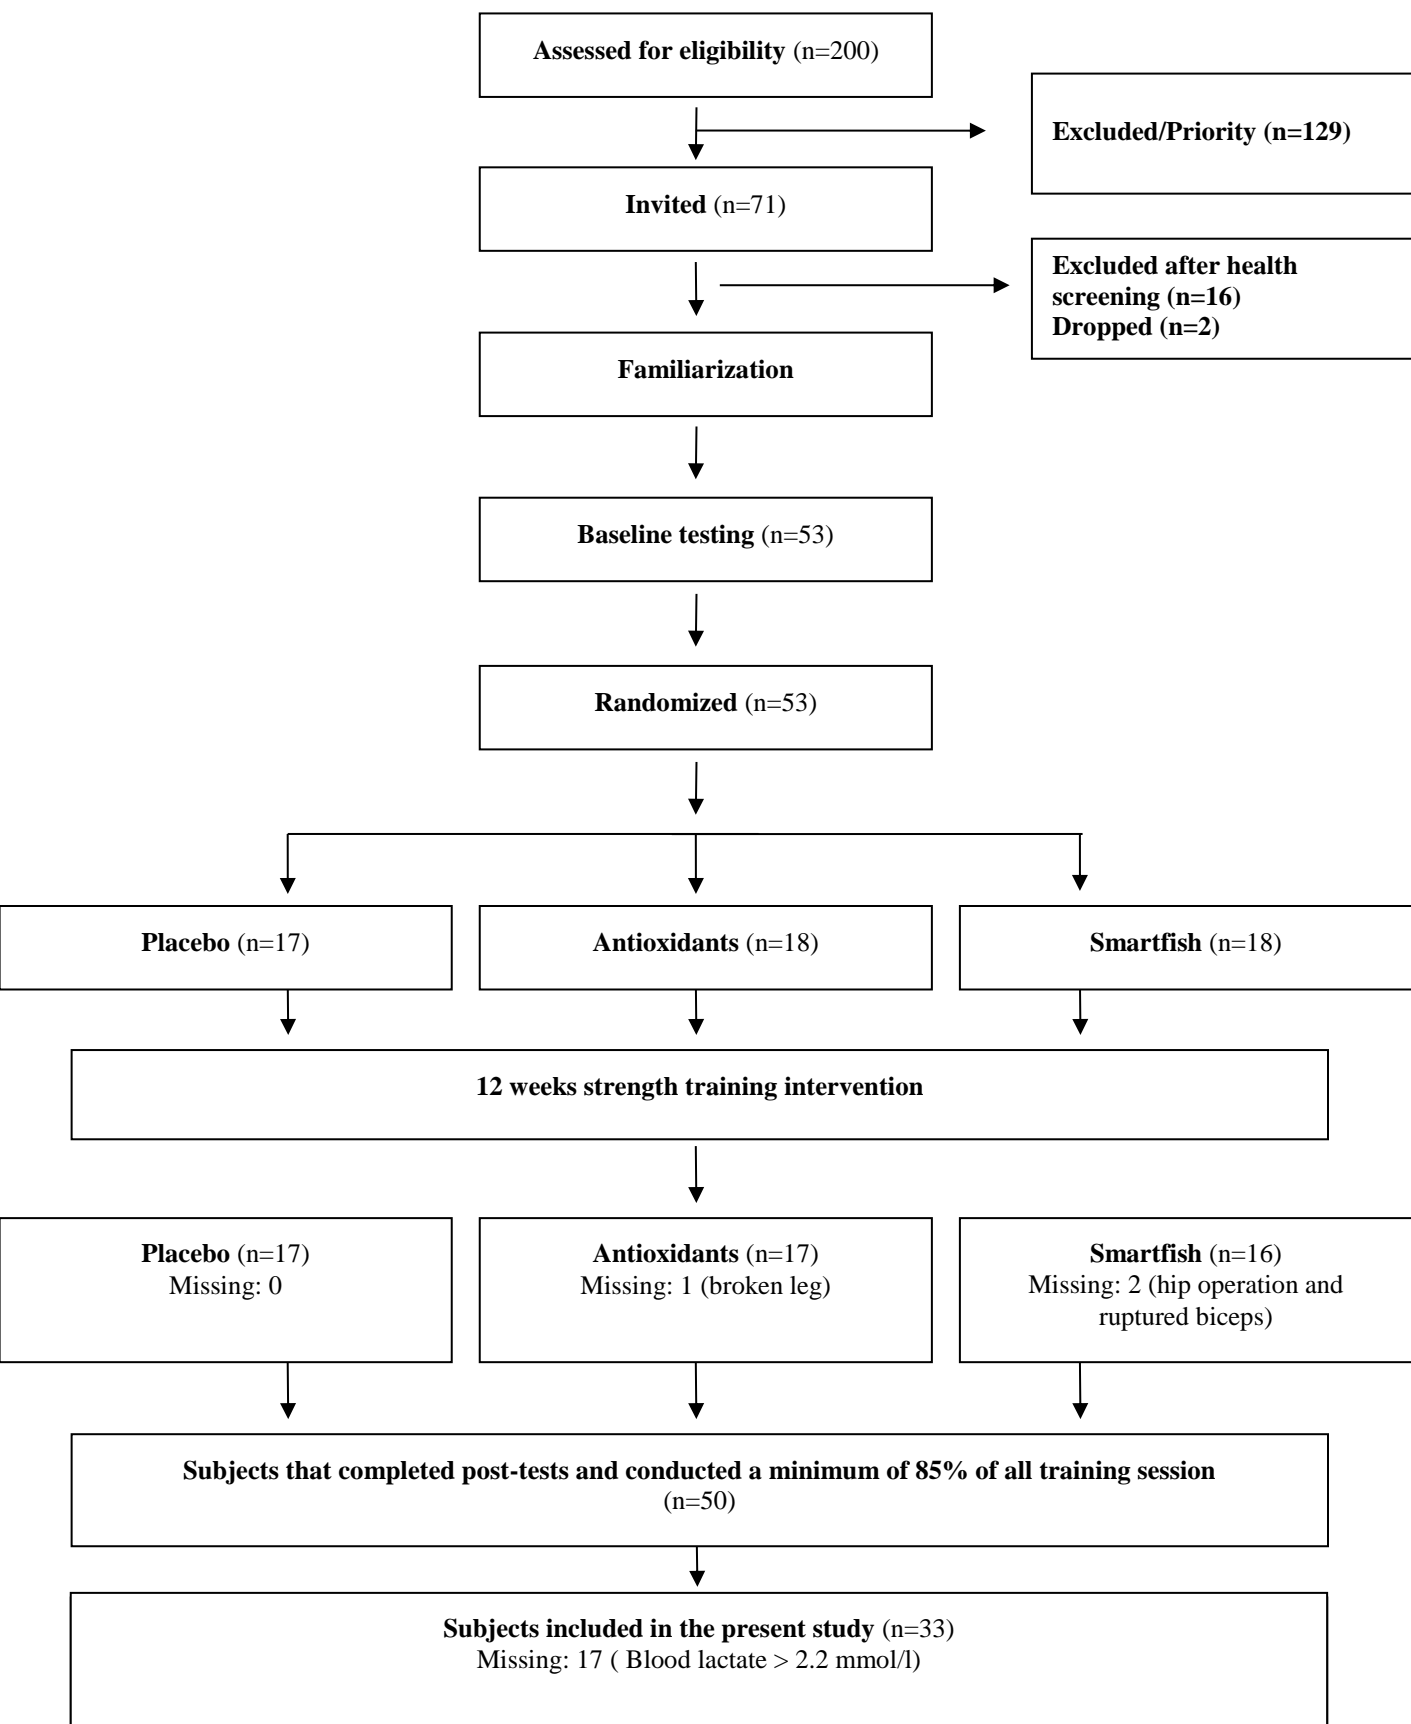 Assessed for eligibility (n=200)
Excluded/Priority (n=129)
Invited (n=71)
Excluded after health
screening (n=16)
Dropped (n=2)
Familiarization
Baseline testing (n=53)
Randomized (n=53)
Placebo (n=17)
Antioxidants (n=18)
Smartfish (n=18)
12 weeks strength training intervention
Placebo (n=17)
Missing: 0
Antioxidants (n=17)
Missing: 1 (broken leg)
Smartfish (n=16)
Missing: 2 (hip operation and
ruptured biceps)
Subjects that completed post-tests and conducted a minimum of 85% of all training session
(n=50)
Subjects included in the present study (n=33)
Missing: 17 ( Blood lactate > 2.2 mmol/l)